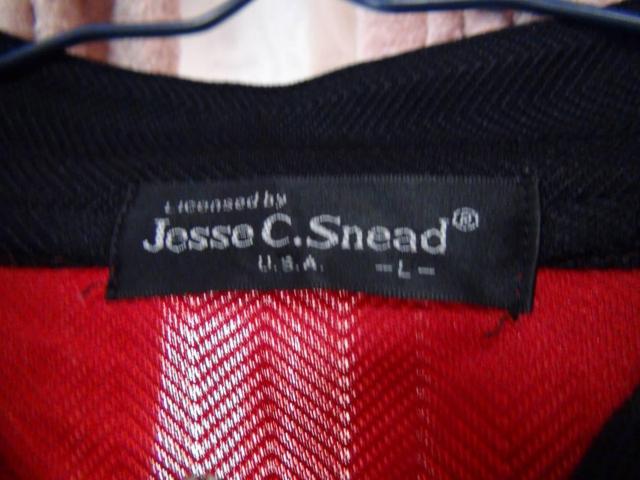 Licensed by
Jesse C. Snead®
U.S.A. -L-